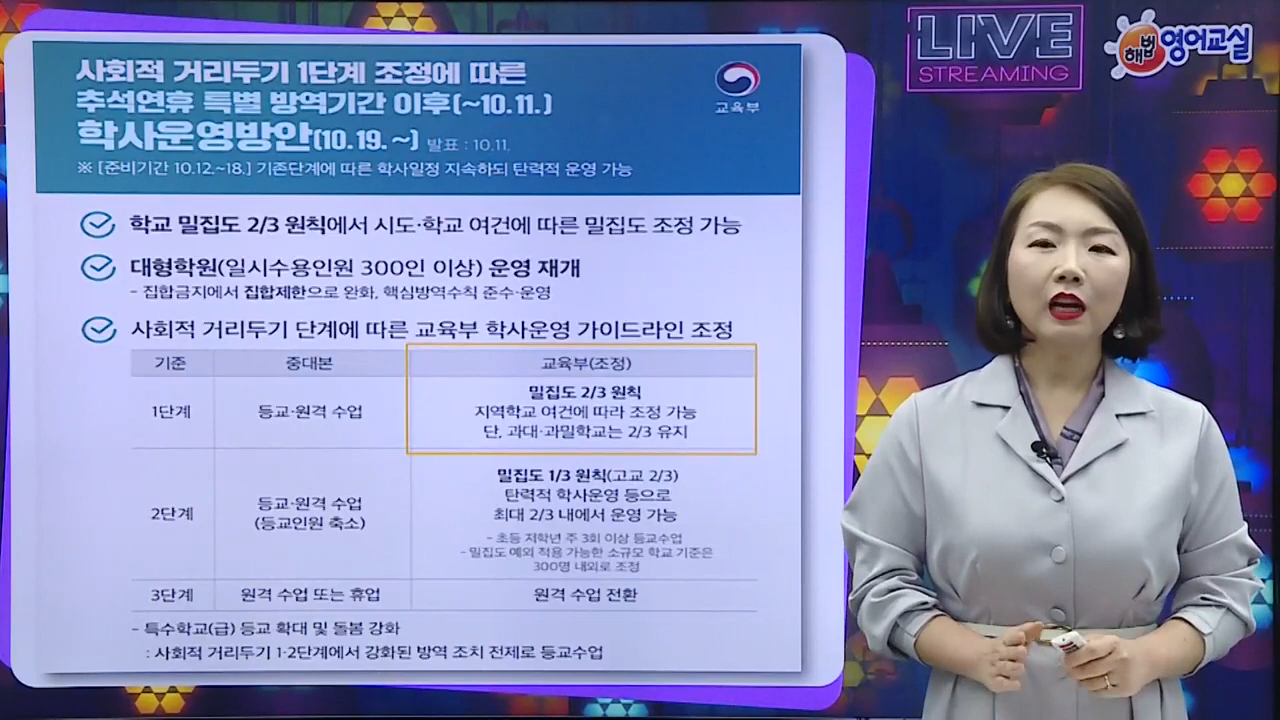 사회적 거리두기 1단계 조정에 따른
추석연휴 특별 방역기간 이후(~10.11.)
학사운영방안(10.19.~) 발표 : 10.11.
※ [준비기간 10.12.~18.] 기존단계에 따른 학사일정 지속하되 탄력적 운영 가능
교육부
LIVE
STREAMING
해법 영어교실
학교 밀집도 2/3 원칙에서 시도·학교 여건에 따른 밀집도 조정 가능
대형학원(일시수용인원 300인 이상) 운영 재개
- 집합금지에서 집합제한으로 완화, 핵심방역수칙 준수·운영
사회적 거리두기 단계에 따른 교육부 학사운영 가이드라인 조정
기준 중대본 교육부(조정)
1단계 등교·원격 수업 밀집도 2/3 원칙
지역학교 여건에 따라 조정 가능
단, 과대·과밀학교는 2/3 유지
2단계 등교·원격 수업
(등교인원 축소)
밀집도 1/3 원칙(고교 2/3)
탄력적 학사운영 등으로
최대 2/3 내에서 운영 가능
- 초등 저학년 주 3회 이상 등교수업
- 밀집도 예외 적용 가능한 소규모 학교 기준은
300명 내외로 조정
3단계 원격 수업 또는 휴업 원격 수업 전환
- 특수학교(급) 등교 확대 및 돌봄 강화
: 사회적 거리두기 1·2단계에서 강화된 방역 조치 전제로 등교수업